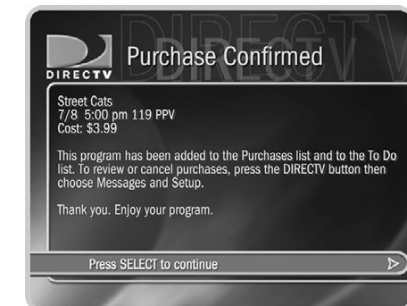 DIRECTV
DIRECTV
DIRECTV
Purchase Confirmed
Street Cats
7/8 5:00 pm 119 PPV
Cost: $3.99
This program has been added to the Purchases list and to the To Do
list. To review or cancel purchases, press the DIRECTV button then
choose Messages and Setup.
Thank you. Enjoy your program.
Press SELECT to continue